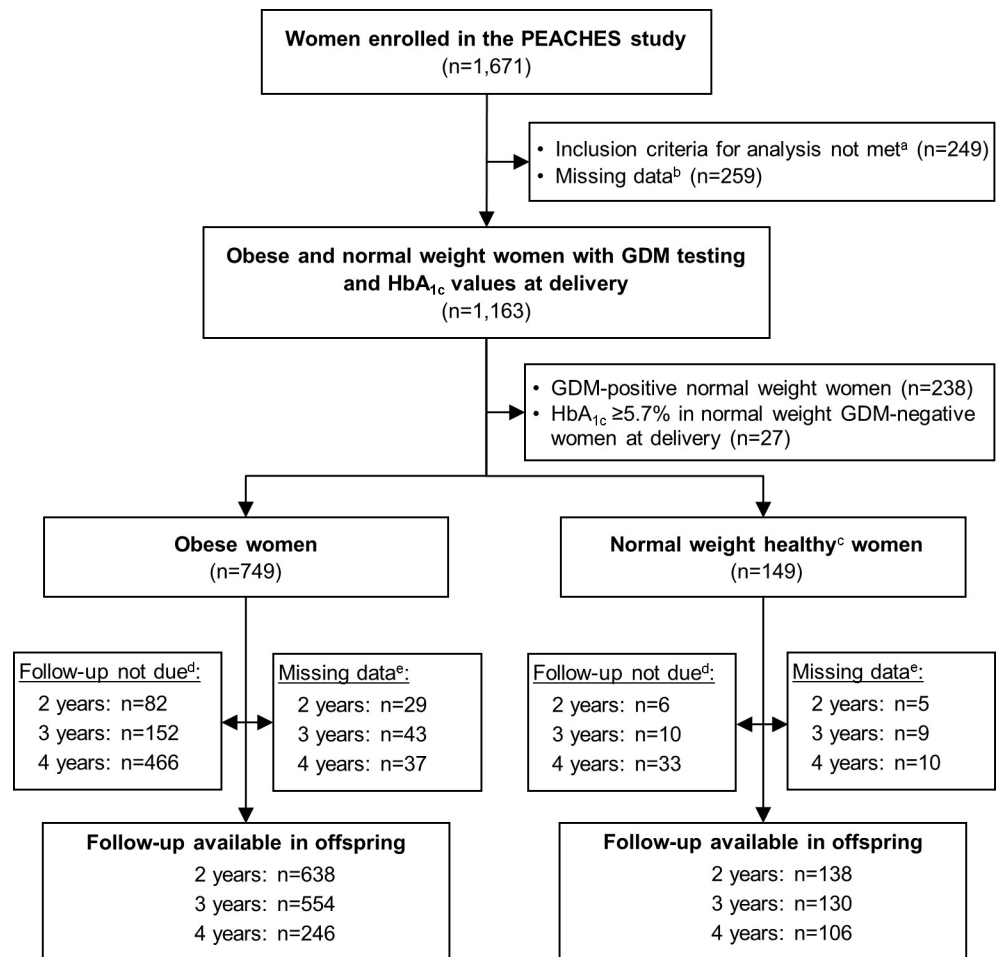 Women enrolled in the PEACHES study
(n=1,671)
• Inclusion criteria for analysis not metᵃ (n=249)
• Missing dataᵇ (n=259)
Obese and normal weight women with GDM testing
and HbA₁c values at delivery
(n=1,163)
• GDM-positive normal weight women (n=238)
• HbA₁c ≥5.7% in normal weight GDM-negative
women at delivery (n=27)
Obese women
(n=749)
Normal weight healthyᶜ women
(n=149)
Follow-up not dueᵈ:
2 years: n=82
3 years: n=152
4 years: n=466
Missing dataᵉ:
2 years: n=29
3 years: n=43
4 years: n=37
Follow-up not dueᵈ:
2 years: n=6
3 years: n=10
4 years: n=33
Missing dataᵉ:
2 years: n=5
3 years: n=9
4 years: n=10
Follow-up available in offspring
2 years: n=638
3 years: n=554
4 years: n=246
Follow-up available in offspring
2 years: n=138
3 years: n=130
4 years: n=106